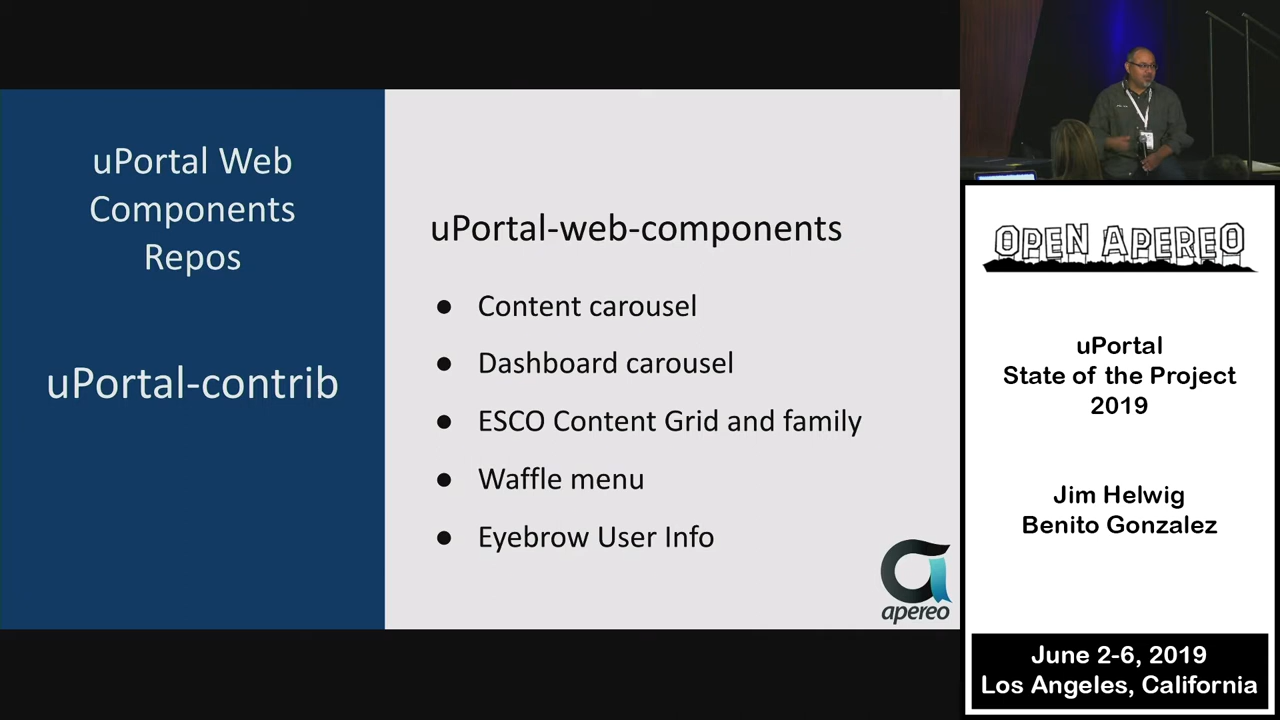 uPortal Web
Components
Repos
uPortal-contrib
uPortal-web-components
● Content carousel
● Dashboard carousel
● ESCO Content Grid and family
● Waffle menu
● Eyebrow User Info
apereo
OPEN APEREO
uPortal
State of the Project
2019
Jim Helwig
Benito Gonzalez
June 2-6, 2019
Los Angeles, California